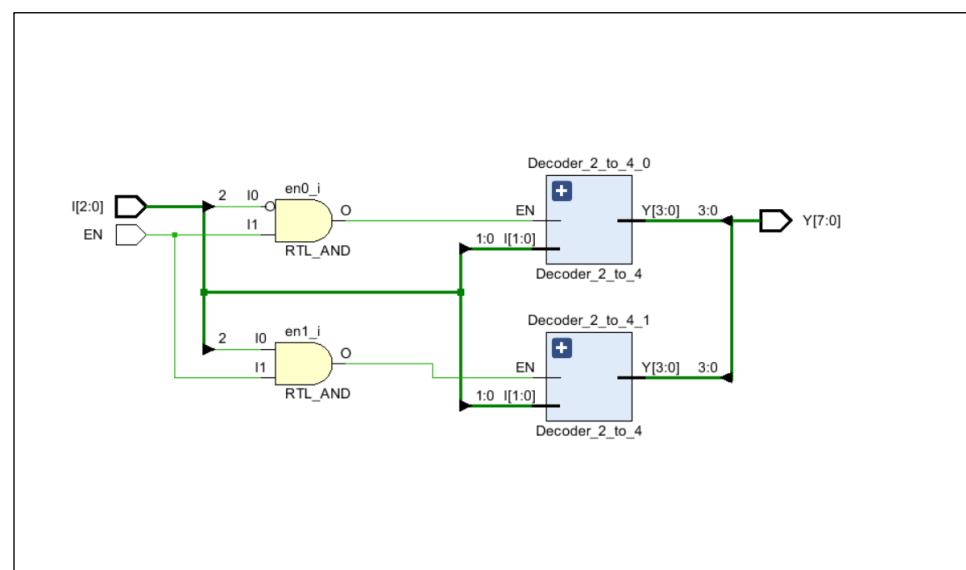 Decoder_2_to_4_0
I[2:0]
2
I0
en0_i
O
EN
Y[3:0]
3:0
Y[7:0]
EN
I1
RTL_AND
1:0
I[1:0]
Decoder_2_to_4
Decoder_2_to_4_1
2
I0
en1_i
O
EN
Y[3:0]
3:0
I1
RTL_AND
1:0
I[1:0]
Decoder_2_to_4